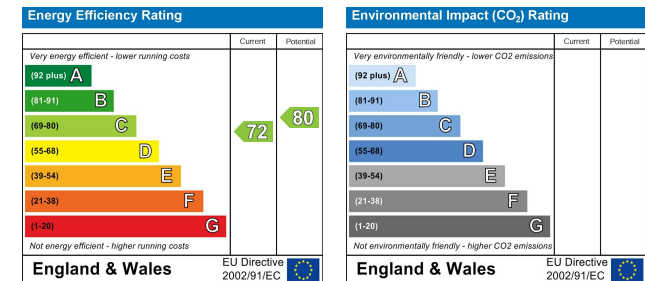 Energy Efficiency Rating
Current Potential
Very energy efficient - lower running costs
(92 plus) A
(81-91) B
(69-80) C
(55-68) D
(39-54) E
(21-38) F
(1-20) G
72
80
Not energy efficient - higher running costs
England & Wales
EU Directive
2002/91/EC
Environmental Impact (CO₂) Rating
Current Potential
Very environmentally friendly - lower CO2 emissions
(92 plus) A
(81-91) B
(69-80) C
(55-68) D
(39-54) E
(21-38) F
(1-20) G
Not environmentally friendly - higher CO2 emissions
England & Wales
EU Directive
2002/91/EC